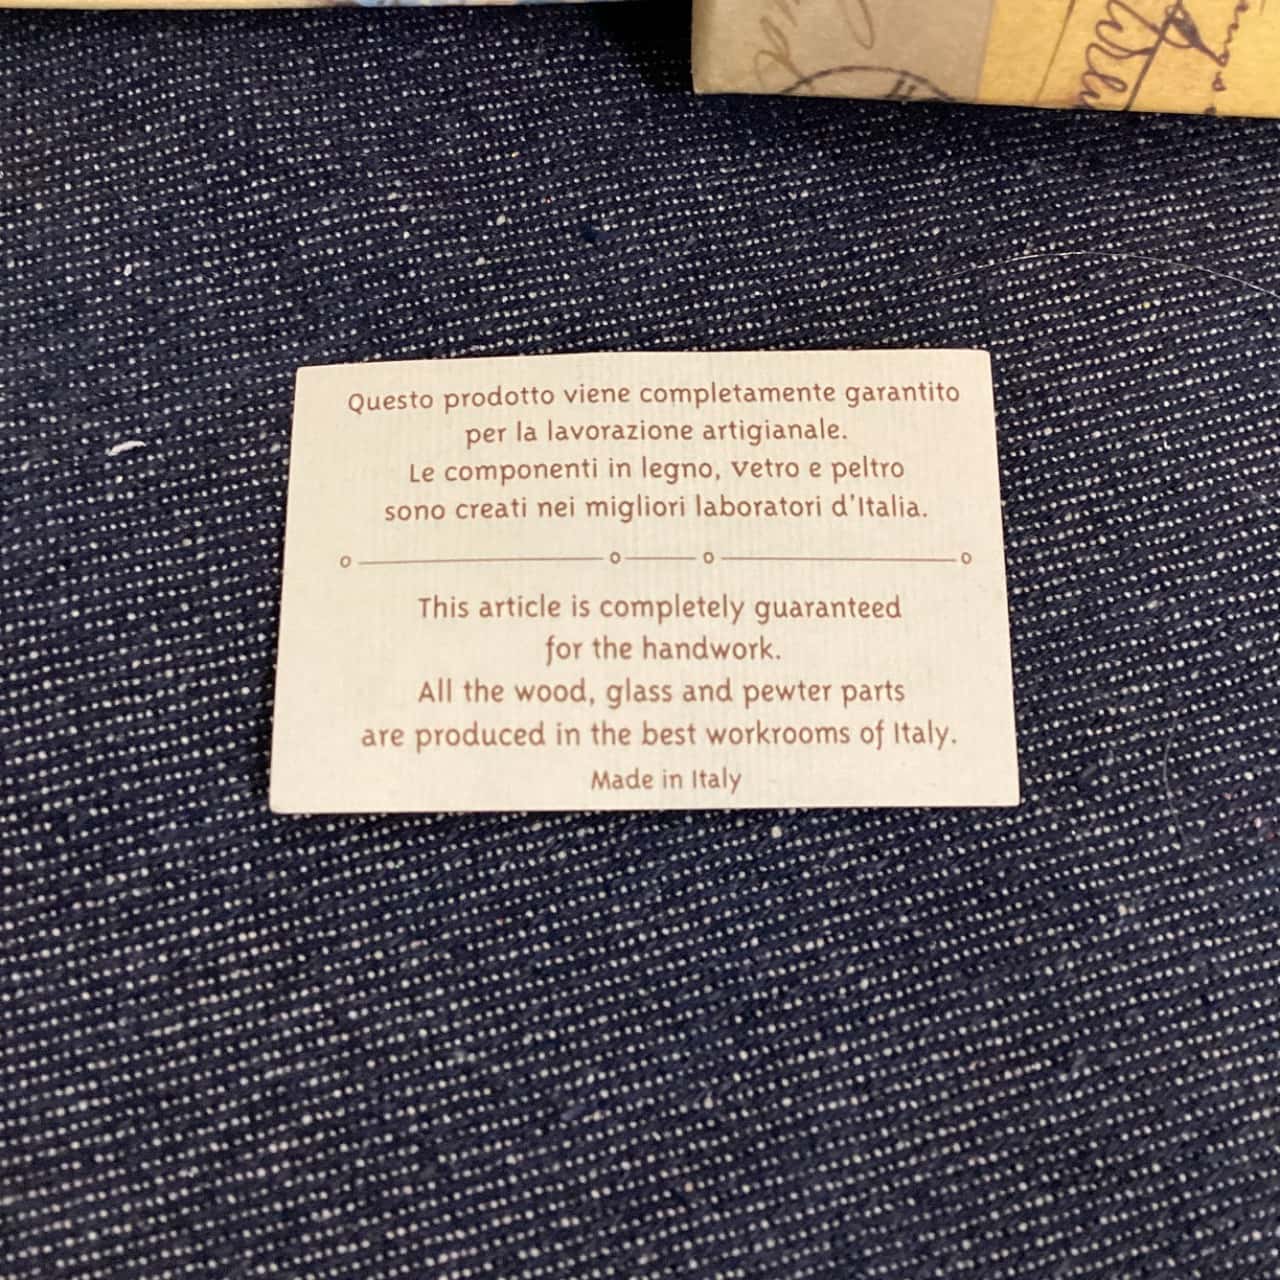 Questo prodotto viene completamente garantito
per la lavorazione artigianale.
Le componenti in legno, vetro e peltro
sono creati nei migliori laboratori d'Italia.
This article is completely guaranteed
for the handwork.
All the wood, glass and pewter parts
are produced in the best workrooms of Italy.
Made in Italy